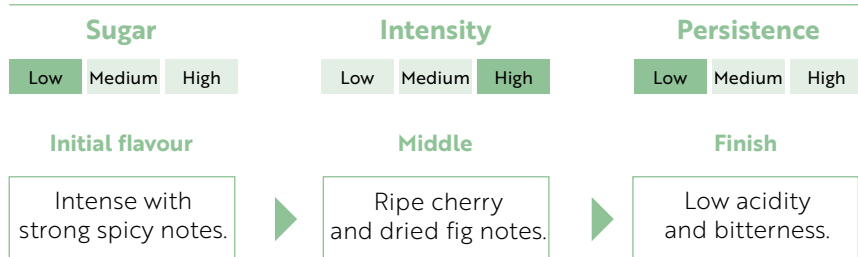 Sugar
Intensity
Persistence
Low Medium High
Low Medium High
Low Medium High
Initial flavour
Middle
Finish
Intense with
strong spicy notes.
Ripe cherry
and dried fig notes.
Low acidity
and bitterness.